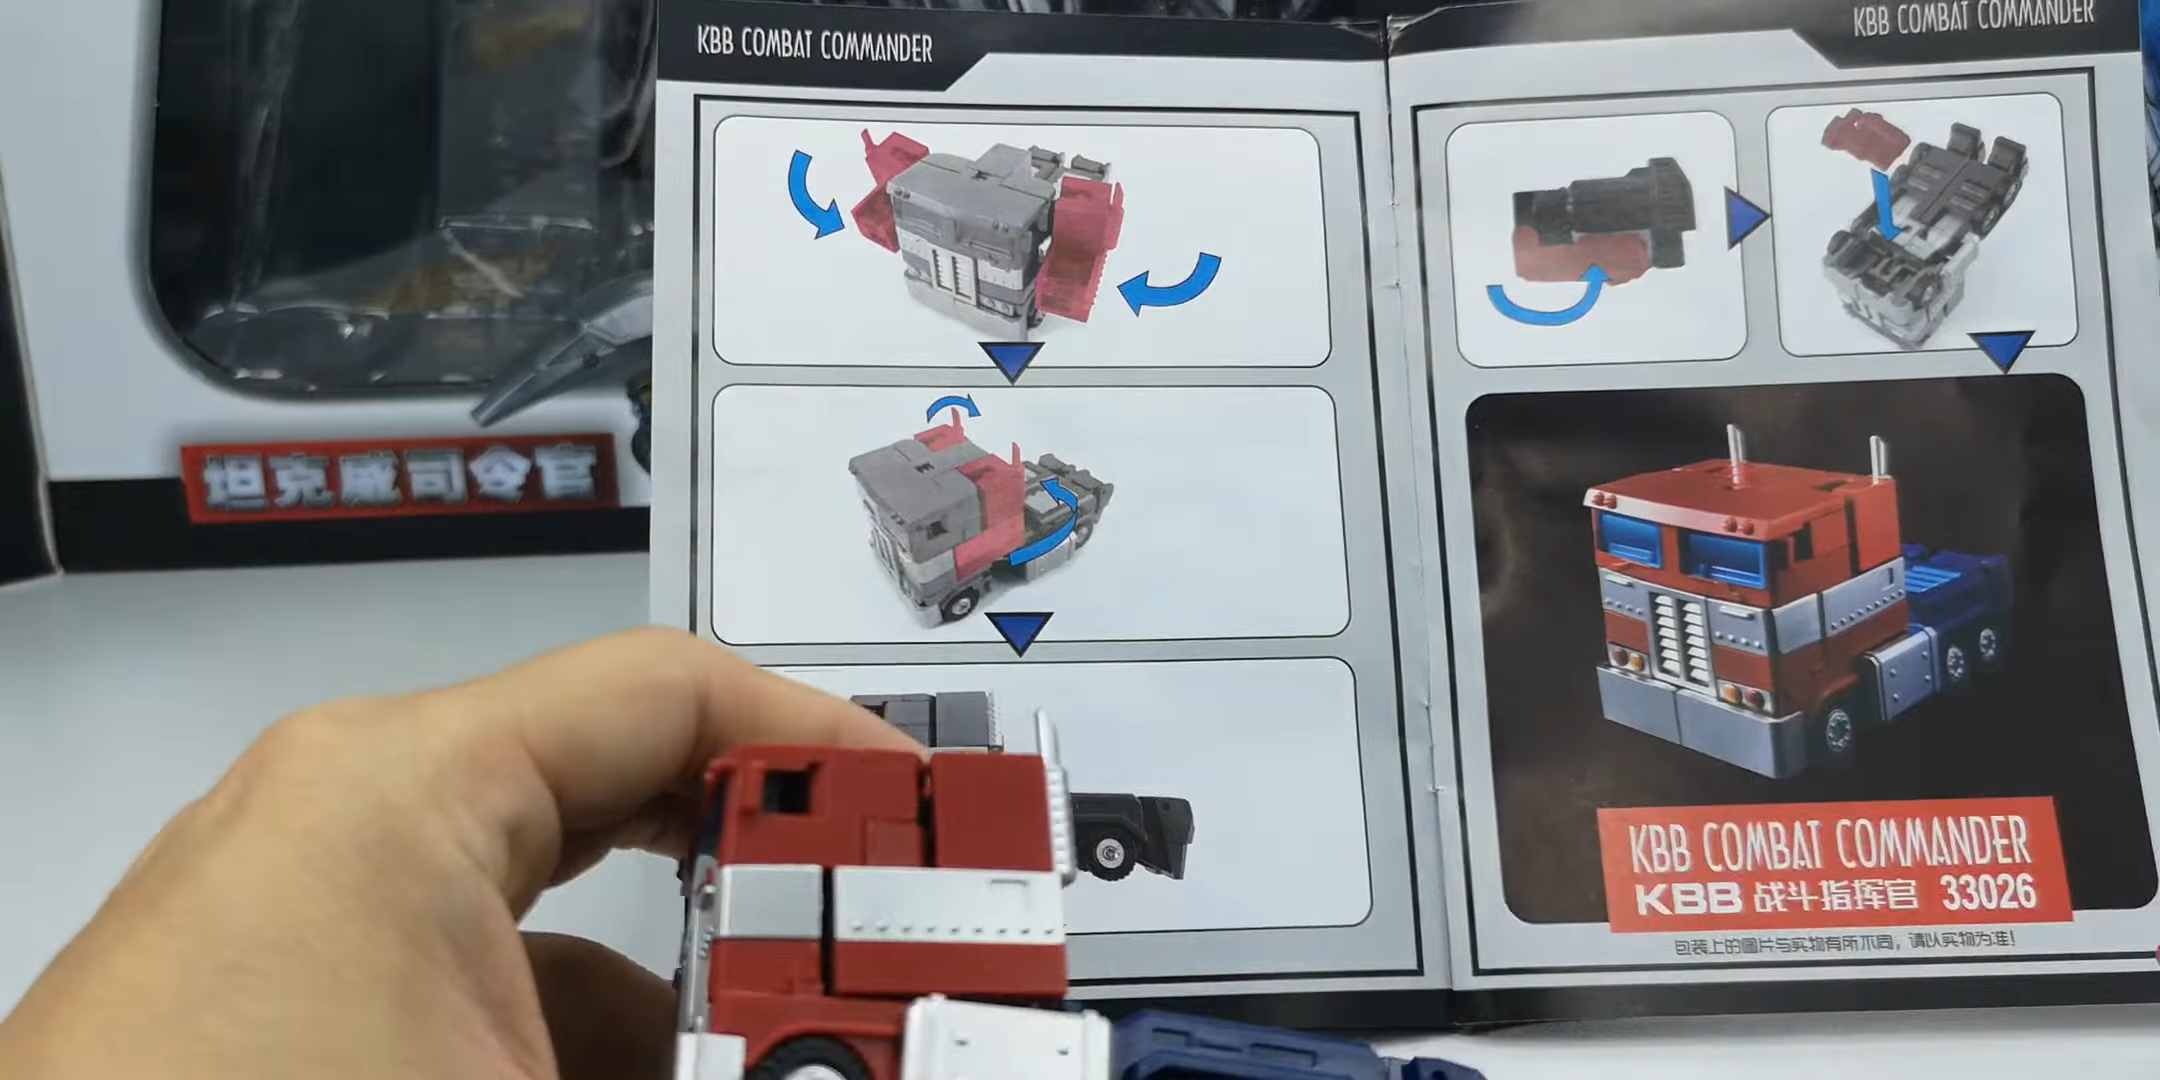 KBB COMBAT COMMANDER
KBB COMBAT COMMANDER
坦克威司令官
KBB COMBAT COMMANDER
KBB 战斗指挥官 33026
包装上的图片与实物有所不同，请以实物为准！